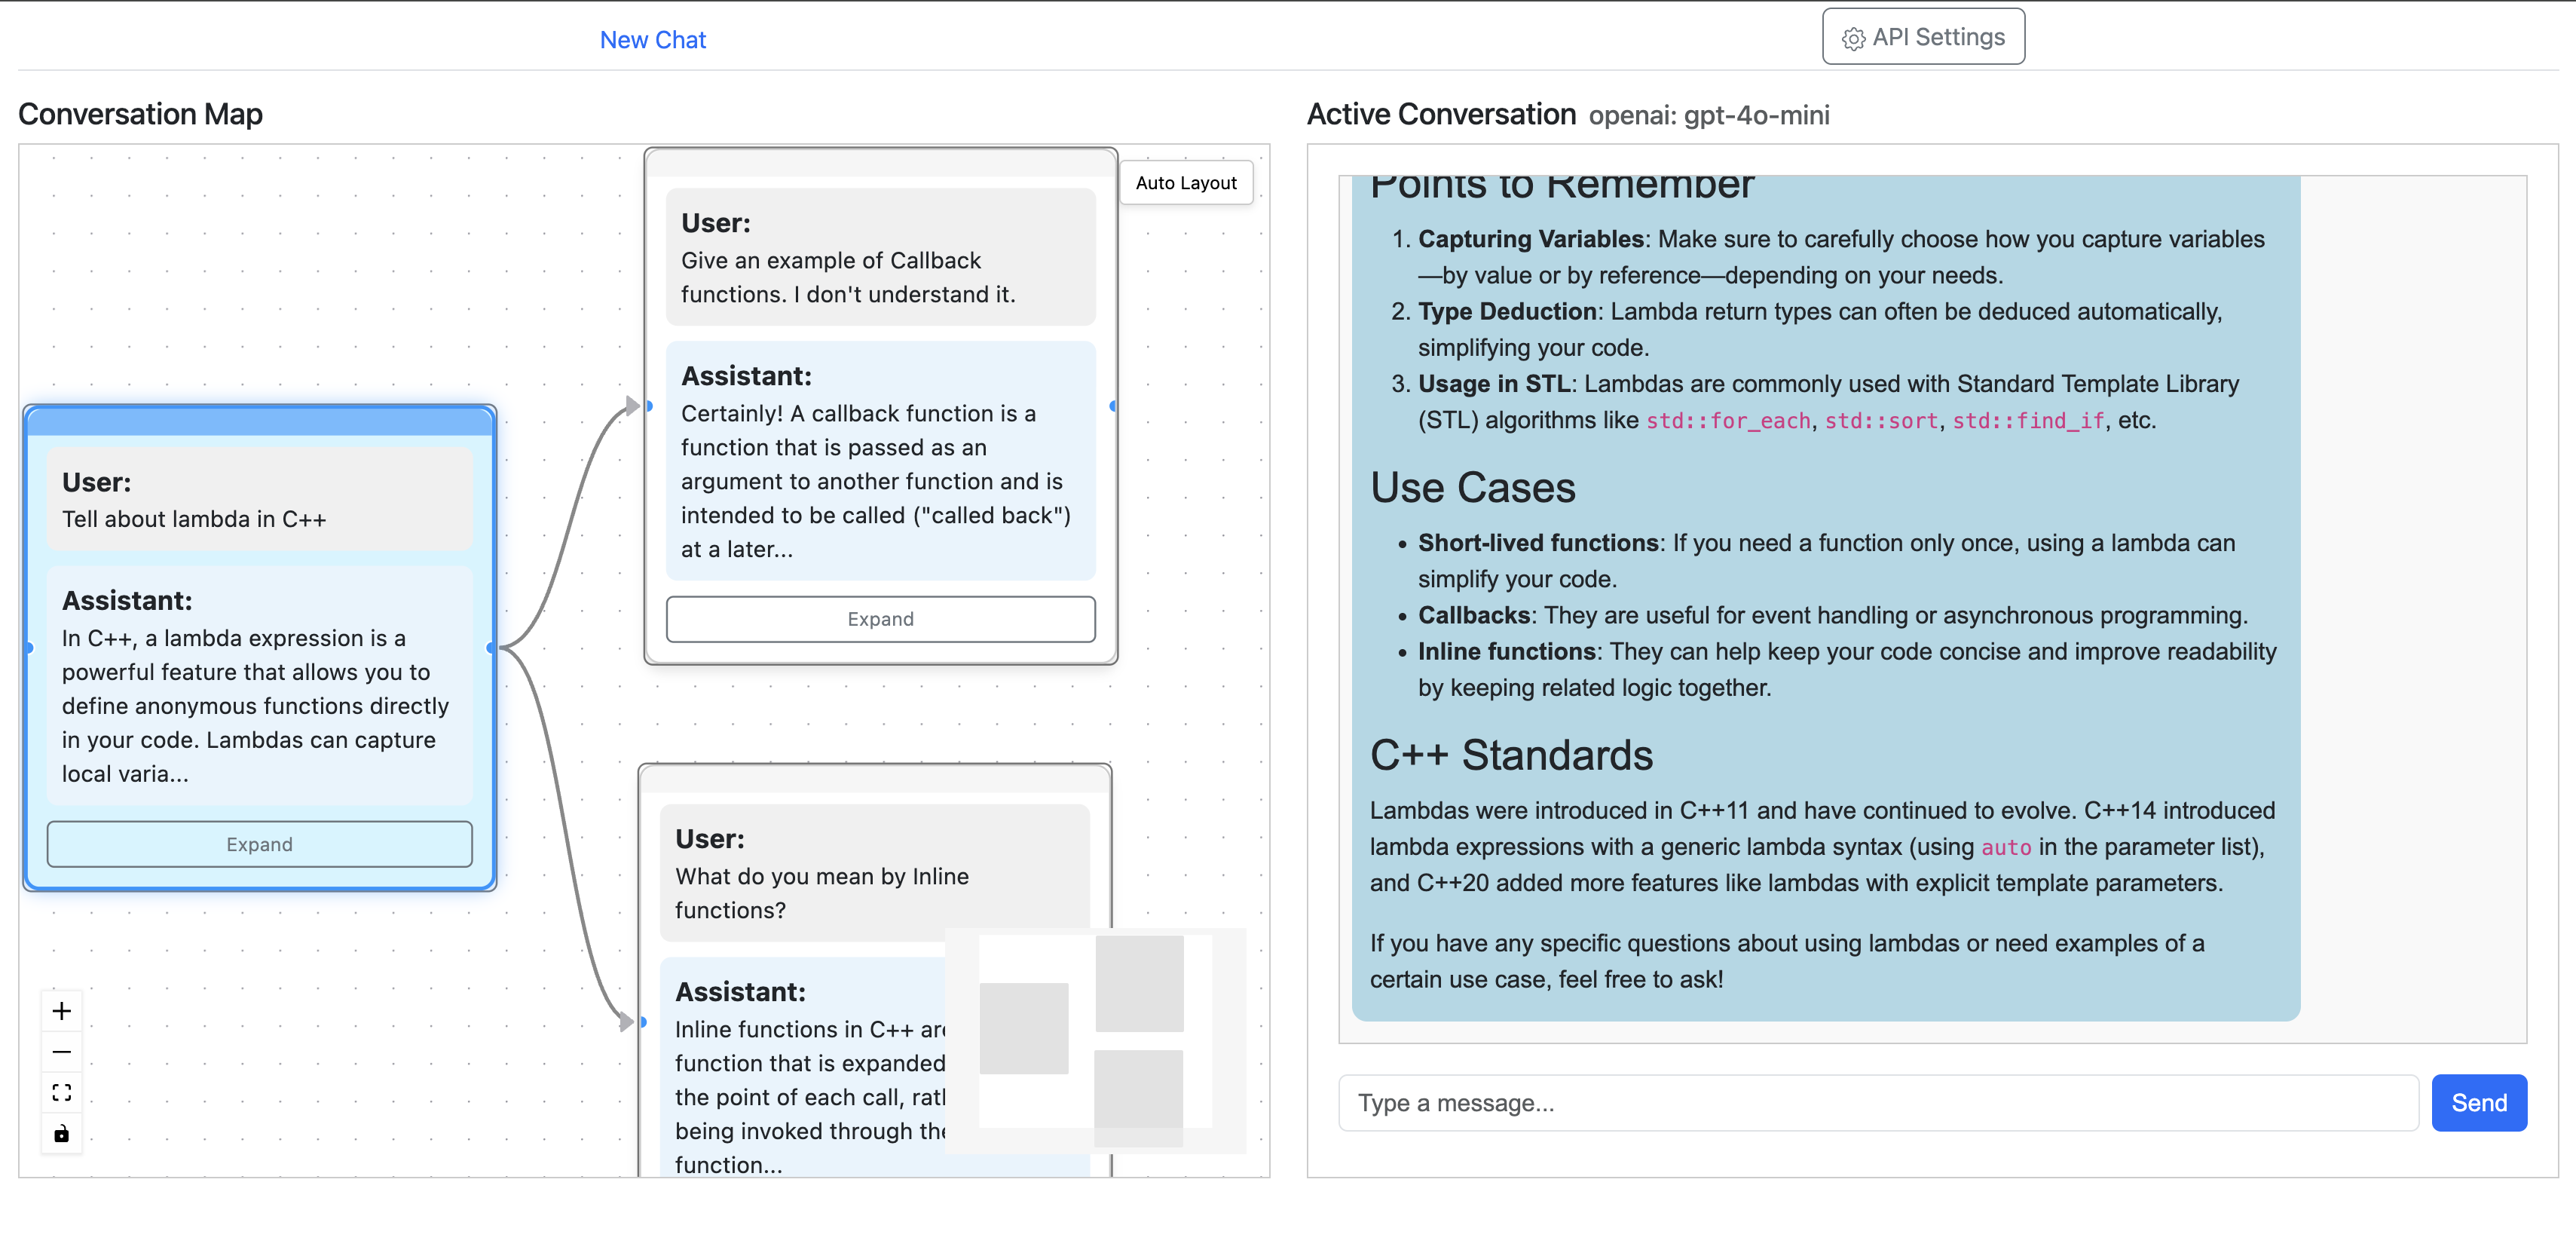 New Chat
API Settings
Conversation Map
Auto Layout
User:
Tell about lambda in C++
Assistant:
In C++, a lambda expression is a
powerful feature that allows you to
define anonymous functions directly
in your code. Lambdas can capture
local varia...
Expand
User:
Give an example of Callback
functions. I don't understand it.
Assistant:
Certainly! A callback function is a
function that is passed as an
argument to another function and is
intended to be called ("called back")
at a later...
Expand
User:
What do you mean by Inline
functions?
Assistant:
Inline functions in C++ are
function that is expanded
the point of each call, rat
being invoked through the
function...
Active Conversation openai: gpt-4o-mini
Points to Remember
1. Capturing Variables: Make sure to carefully choose how you capture variables
—by value or by reference—depending on your needs.
2. Type Deduction: Lambda return types can often be deduced automatically,
simplifying your code.
3. Usage in STL: Lambdas are commonly used with Standard Template Library
(STL) algorithms like std::for_each, std::sort, std::find_if, etc.
Use Cases
• Short-lived functions: If you need a function only once, using a lambda can
simplify your code.
• Callbacks: They are useful for event handling or asynchronous programming.
• Inline functions: They can help keep your code concise and improve readability
by keeping related logic together.
C++ Standards
Lambdas were introduced in C++11 and have continued to evolve. C++14 introduced
lambda expressions with a generic lambda syntax (using auto in the parameter list),
and C++20 added more features like lambdas with explicit template parameters.
If you have any specific questions about using lambdas or need examples of a
certain use case, feel free to ask!
Type a message...
Send